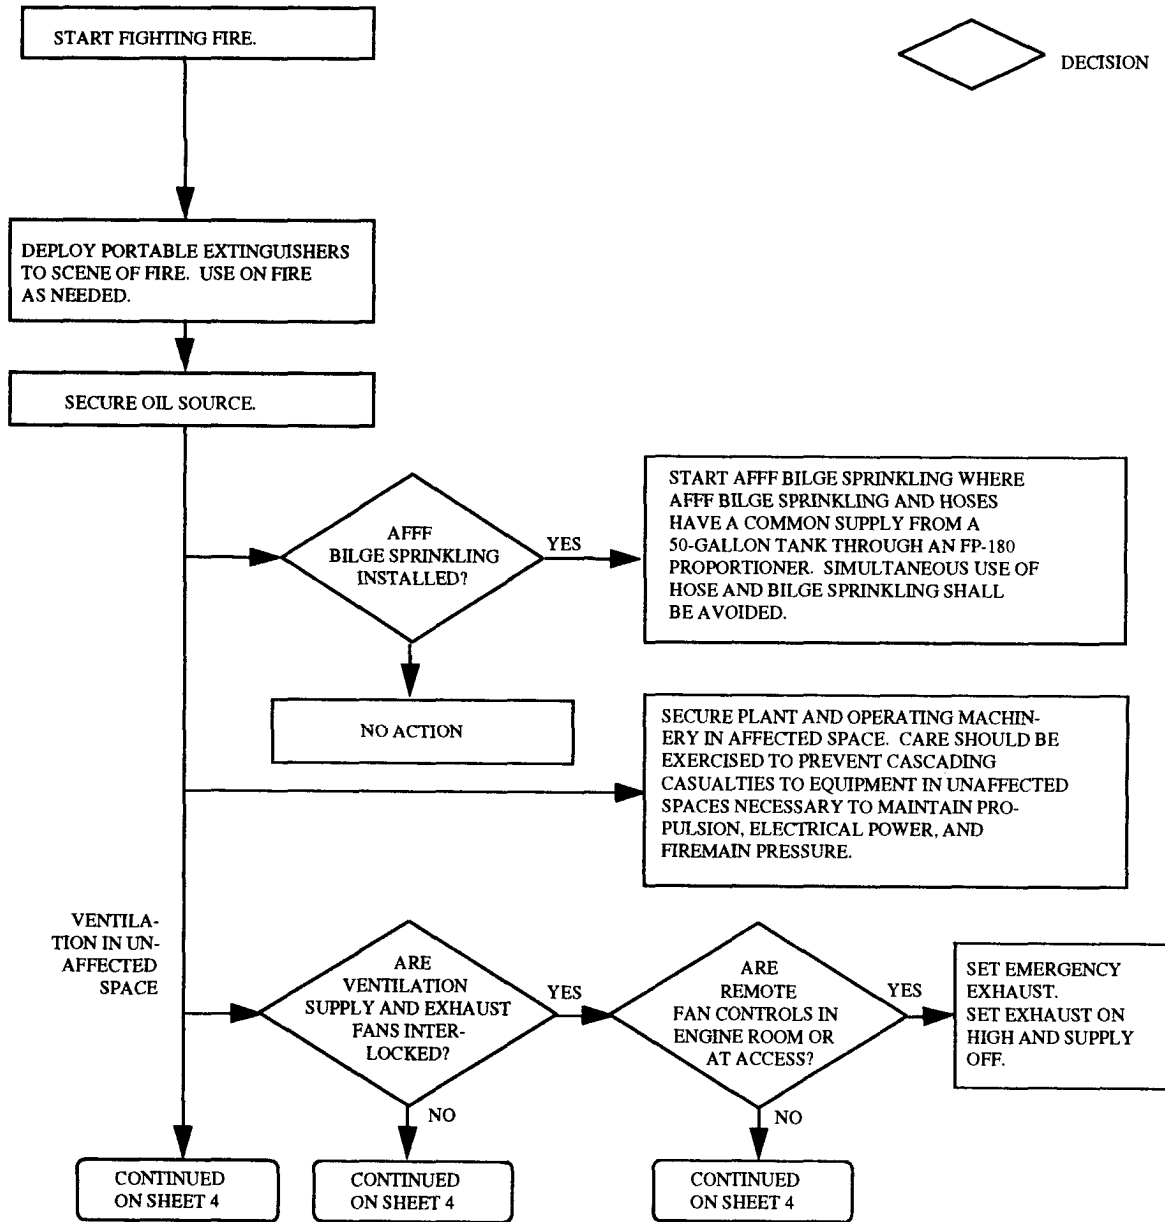 START FIGHTING FIRE.
DECISION
DEPLOY PORTABLE EXTINGUISHERS
TO SCENE OF FIRE. USE ON FIRE
AS NEEDED.
SECURE OIL SOURCE.
AFFF
BILGE SPRINKLING
INSTALLED?
YES
START AFFF BILGE SPRINKLING WHERE
AFFF BILGE SPRINKLING AND HOSES
HAVE A COMMON SUPPLY FROM A
50-GALLON TANK THROUGH AN FP-180
PROPORTIONER. SIMULTANEOUS USE OF
HOSE AND BILGE SPRINKLING SHALL
BE AVOIDED.
NO ACTION
SECURE PLANT AND OPERATING MACHIN-
ERY IN AFFECTED SPACE. CARE SHOULD BE
EXERCISED TO PREVENT CASCADING
CASUALTIES TO EQUIPMENT IN UNAFFECTED
SPACES NECESSARY TO MAINTAIN PRO-
PULSION, ELECTRICAL POWER, AND
FIREMAIN PRESSURE.
VENTILA-
TION IN UN-
AFFECTED
SPACE
ARE
VENTILATION
SUPPLY AND EXHAUST
FANS INTER-
LOCKED?
YES
ARE
REMOTE
FAN CONTROLS IN
ENGINE ROOM OR
AT ACCESS?
YES
SET EMERGENCY
EXHAUST.
SET EXHAUST ON
HIGH AND SUPPLY
OFF.
NO
NO
CONTINUED
ON SHEET 4
CONTINUED
ON SHEET 4
CONTINUED
ON SHEET 4